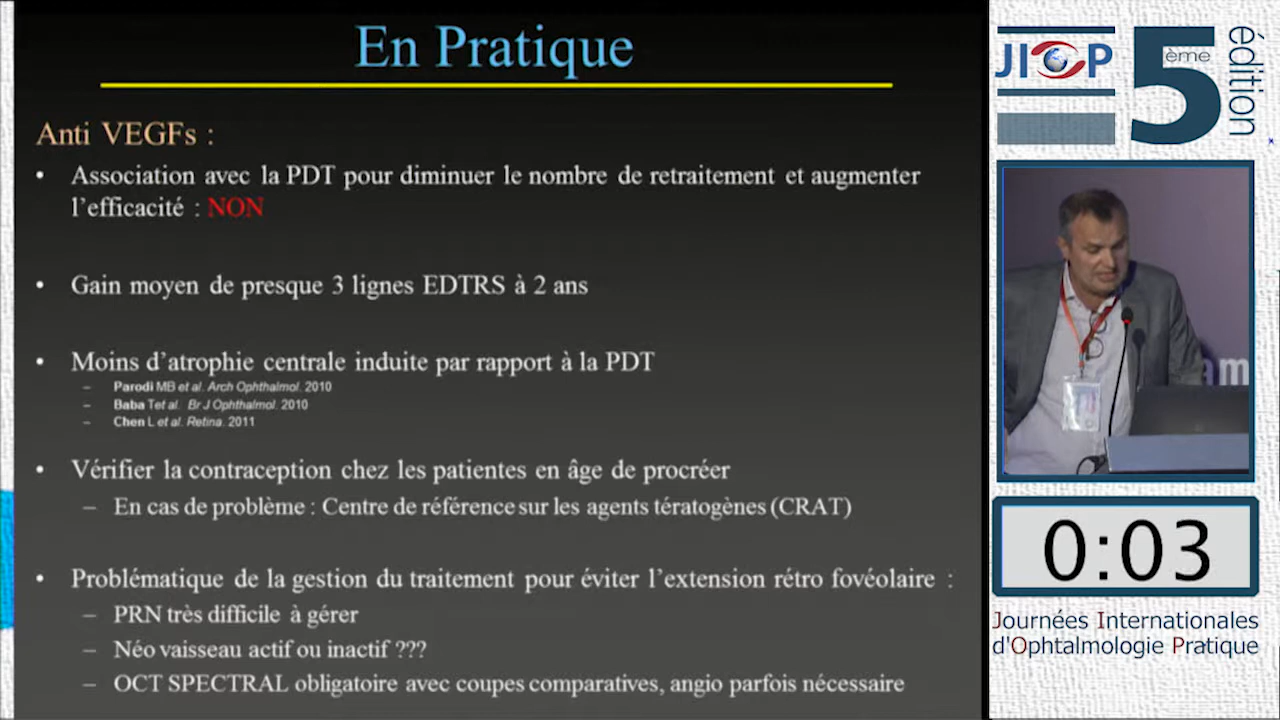 En Pratique
Anti VEGFs :
• Association avec la PDT pour diminuer le nombre de retraitement et augmenter
l'efficacité : NON
• Gain moyen de presque 3 lignes EDTRS à 2 ans
• Moins d'atrophie centrale induite par rapport à la PDT
– Parodi MB et al. Arch Ophthalmol. 2010
– Baba Tet al. Br J Ophthalmol. 2010
– Chen L et al. Retina. 2011
• Vérifier la contraception chez les patientes en âge de procréer
– En cas de problème : Centre de référence sur les agents tératogènes (CRAT)
• Problématique de la gestion du traitement pour éviter l'extension rétro fovéolaire :
– PRN très difficile à gérer
– Néo vaisseau actif ou inactif ???
– OCT SPECTRAL obligatoire avec coupes comparatives, angio parfois nécessaire
JIOP
5
ème
édition
am
0:03
Journées Internationales
d'Ophtalmologie Pratique